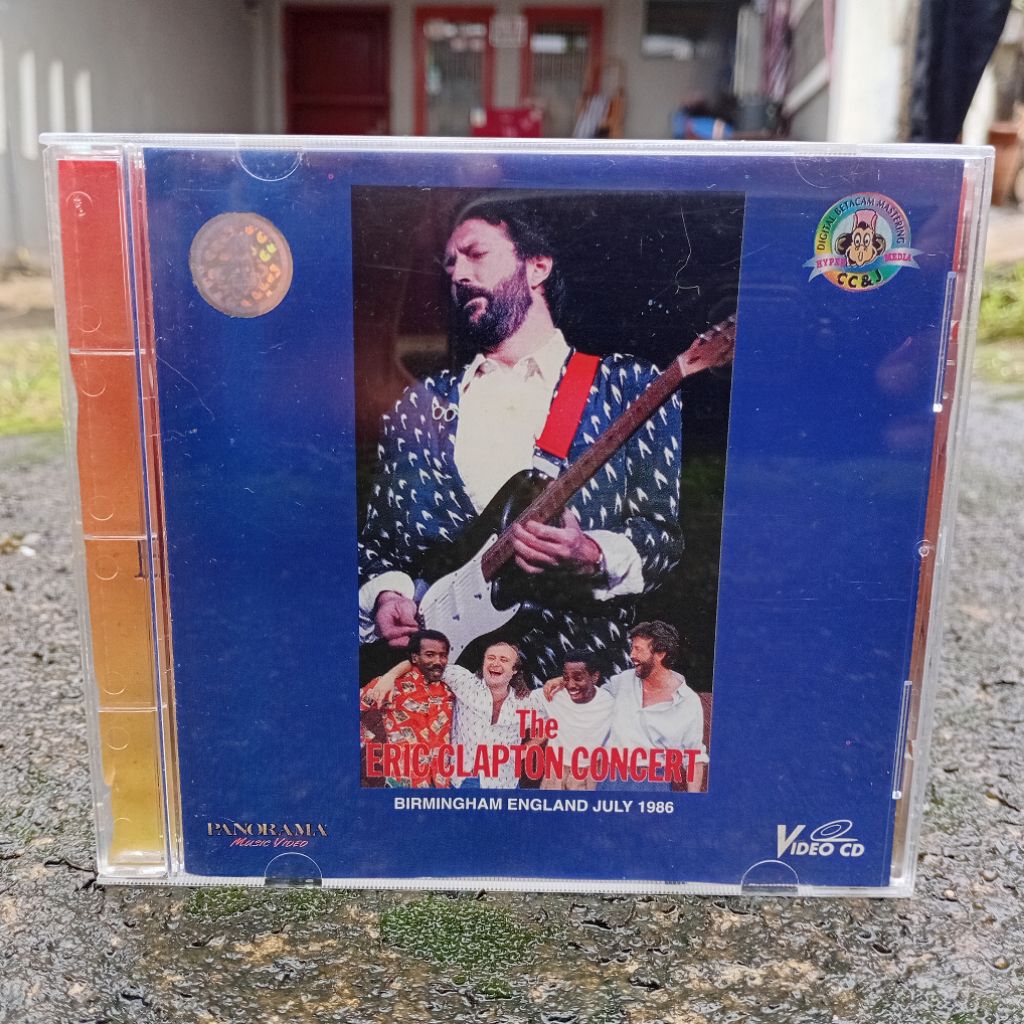 DIGITAL BETACAM MASTERING
HYPER MEDIA
CC&J
The
ERIC CLAPTON CONCERT
BIRMINGHAM ENGLAND JULY 1986
PANORAMA
MUSIC VIDEO
VIDEO CD